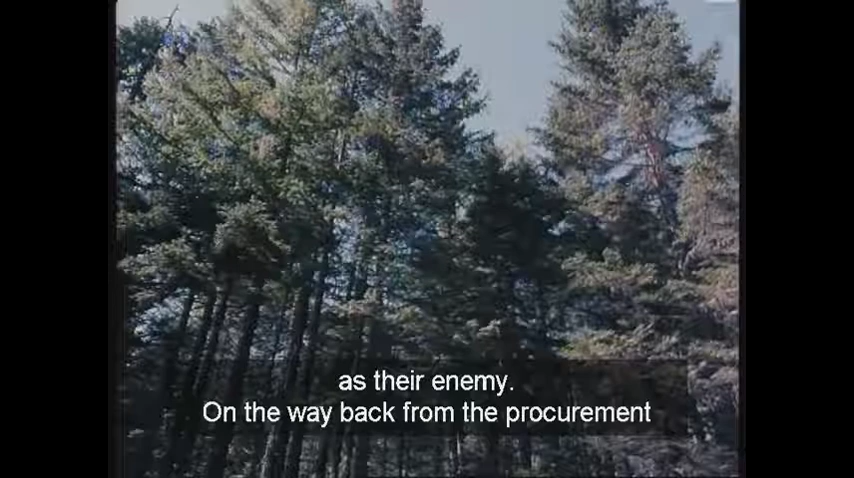 as their enemy.
On the way back from the procurement